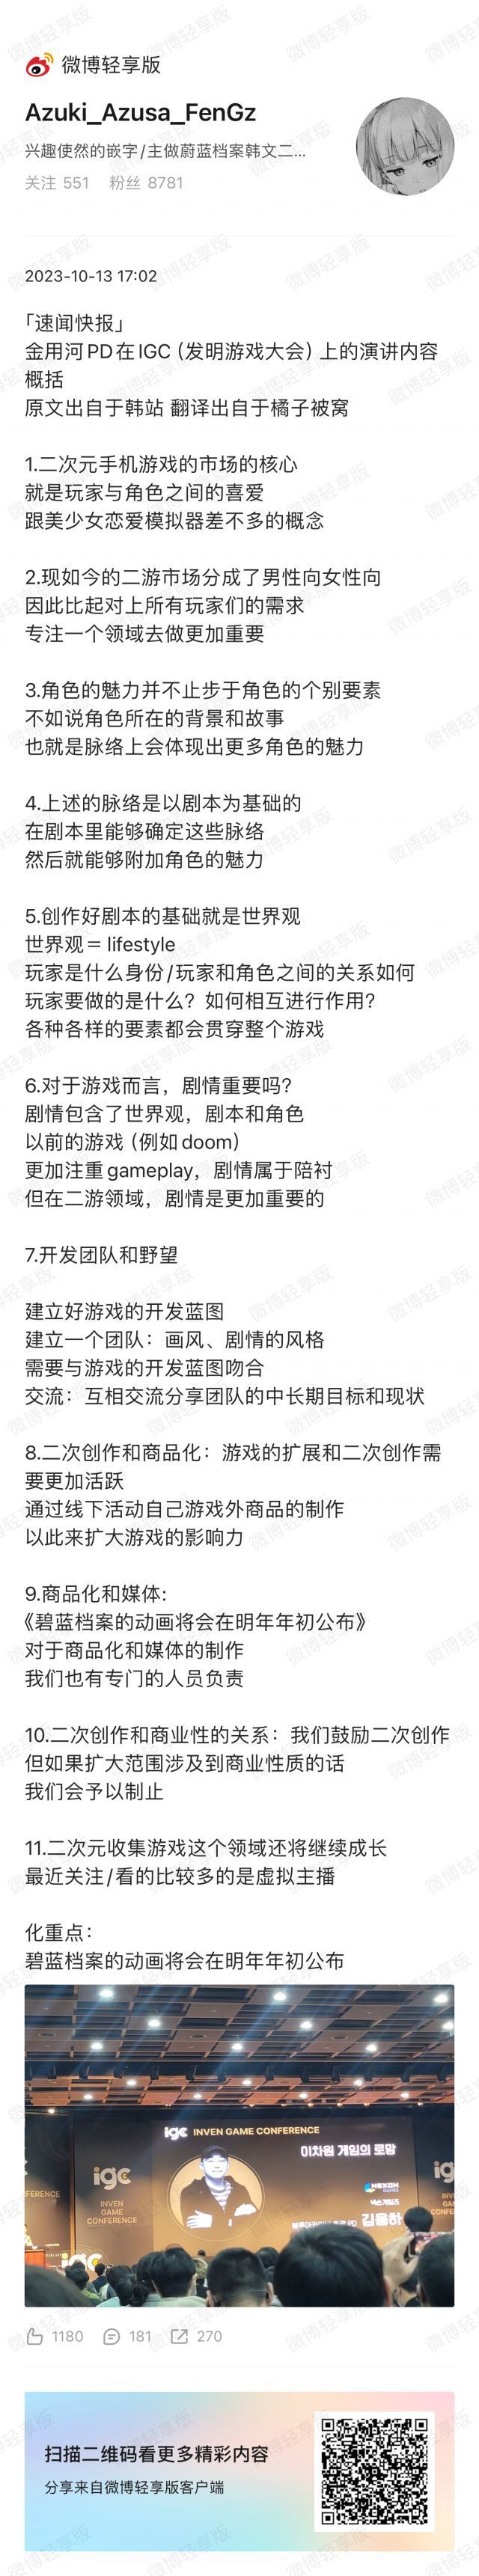 微博轻享版
Azuki_Azusa_FenGz
兴趣使然的嵌字/主做蔚蓝档案韩文二...
关注 551 粉丝 8781
2023-10-13 17:02
「速闻快报」
金用河PD在IGC（发明游戏大会）上的演讲内容
概括
原文出自于韩站 翻译出自于橘子被窝
1.二次元手机游戏的市场的核心
就是玩家与角色之间的喜爱
跟美少女恋爱模拟器差不多的概念
2.现如今的二游市场分成了男性向女性向
因此比起对上所有玩家们的需求
专注一个领域去做更加重要
3.角色的魅力并不止步于角色的个别要素
不如说角色所在的背景和故事
也就是脉络上会体现出更多角色的魅力
4.上述的脉络是以剧本为基础的
在剧本里能够确定这些脉络
然后就能够附加角色的魅力
5.创作好剧本的基础就是世界观
世界观＝lifestyle
玩家是什么身份/玩家和角色之间的关系如何
玩家要做的是什么？如何相互进行作用？
各种各样的要素都会贯穿整个游戏
6.对于游戏而言，剧情重要吗？
剧情包含了世界观，剧本和角色
以前的游戏（例如doom）
更加注重gameplay，剧情属于陪衬
但在二游领域，剧情是更加重要的
7.开发团队和野望
建立好游戏的开发蓝图
建立一个团队：画风、剧情的风格
需要与游戏的开发蓝图吻合
交流：互相交流分享团队的中长期目标和现状
8.二次创作和商品化：游戏的扩展和二次创作需
要更加活跃
通过线下活动自己游戏外商品的制作
以此来扩大游戏的影响力
9.商品化和媒体：
《碧蓝档案的动画将会在明年年初公布》
对于商品化和媒体的制作
我们也有专门的人员负责
10.二次创作和商业性的关系：我们鼓励二次创作
但如果扩大范围涉及到商业性质的话
我们会予以制止
11.二次元收集游戏这个领域还将继续成长
最近关注/看的比较多的是虚拟主播
化重点：
碧蓝档案的动画将会在明年年初公布
igc INVEN GAME CONFERENCE
이차원 게임의 로망
NEXON
GAMES
넥슨게임즈
김용하
igc
INVEN
GAME
CONFERENCE
1180 181 270
扫描二维码看更多精彩内容
分享来自微博轻享版客户端